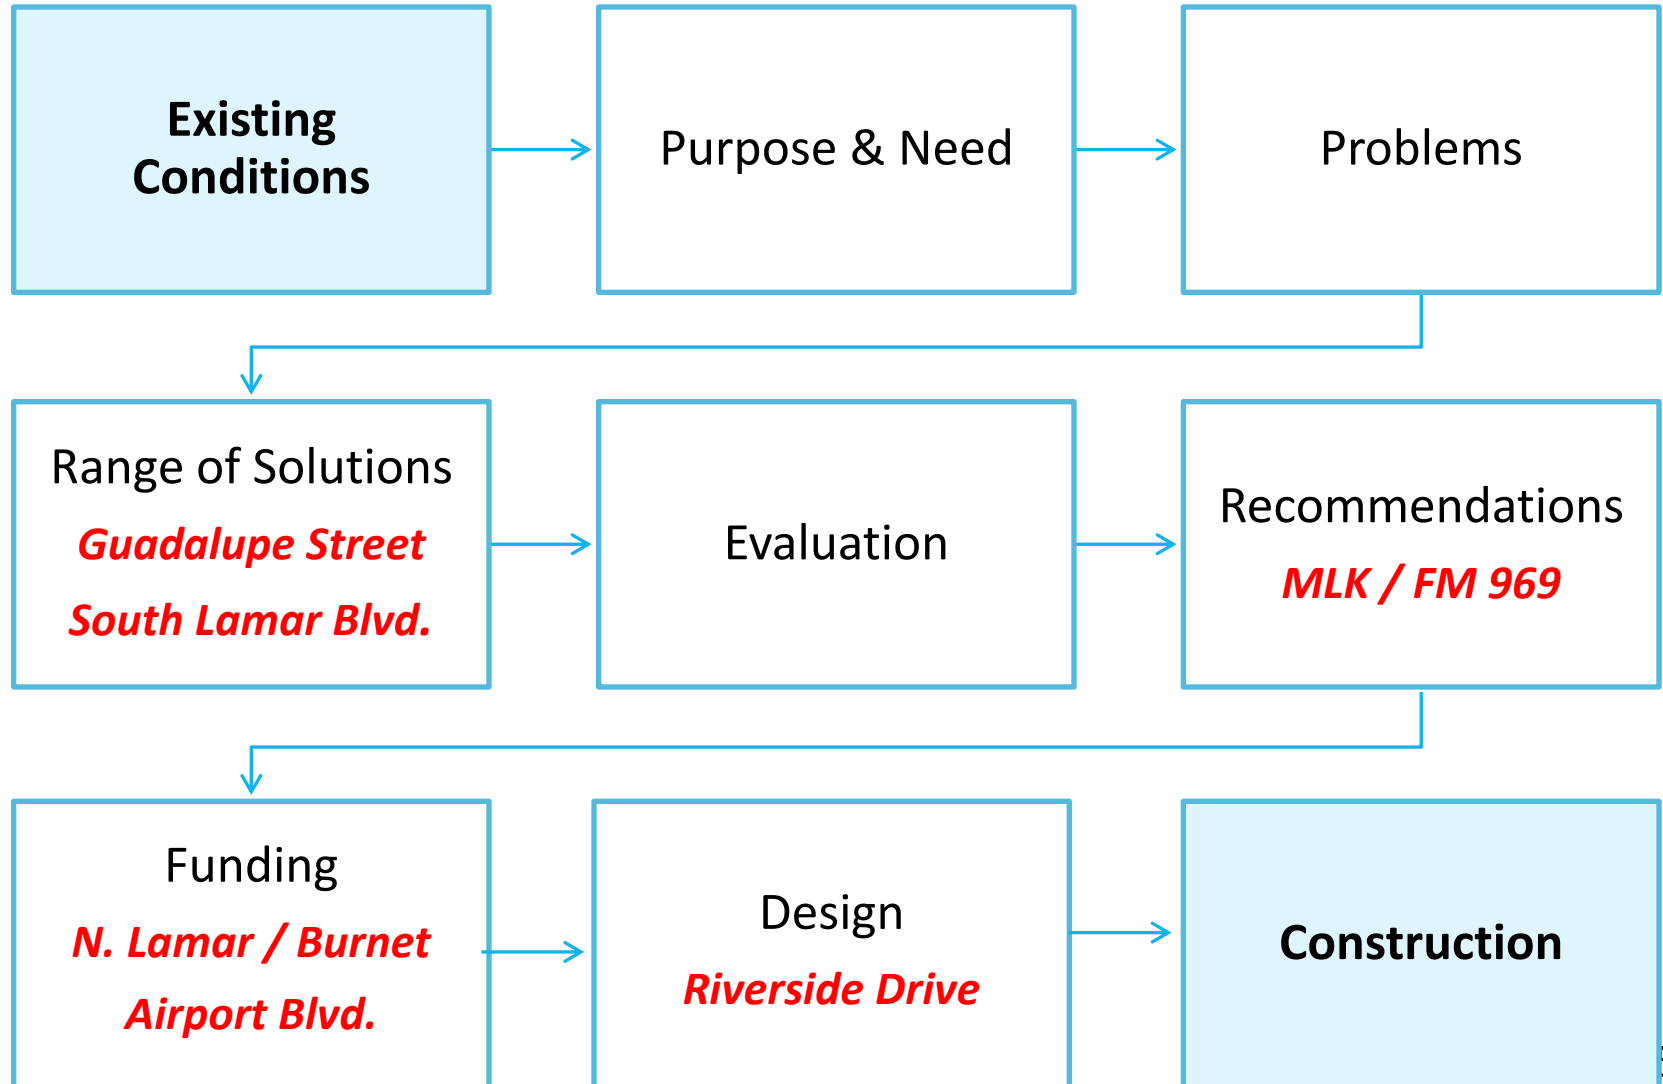 Existing
Conditions
Purpose & Need
Problems
Range of Solutions
Guadalupe Street
South Lamar Blvd.
Evaluation
Recommendations
MLK / FM 969
Funding
N. Lamar / Burnet
Airport Blvd.
Design
Riverside Drive
Construction